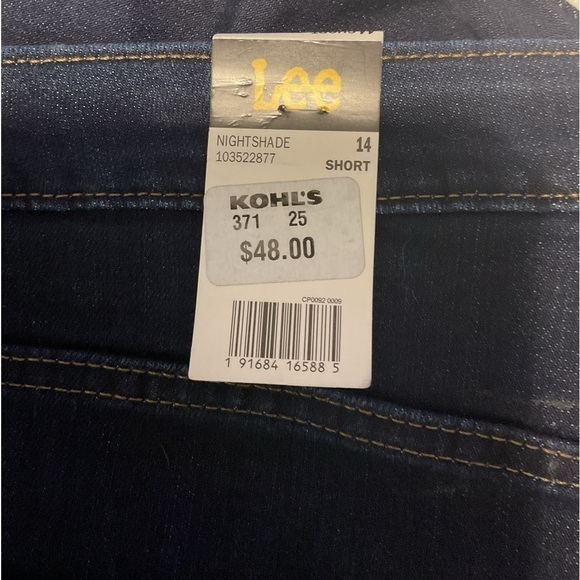 Lee
NIGHTSHADE 14
103522877 SHORT
KOHL'S
371 25
$48.00
CP0092 0009
1 91684 16588 5